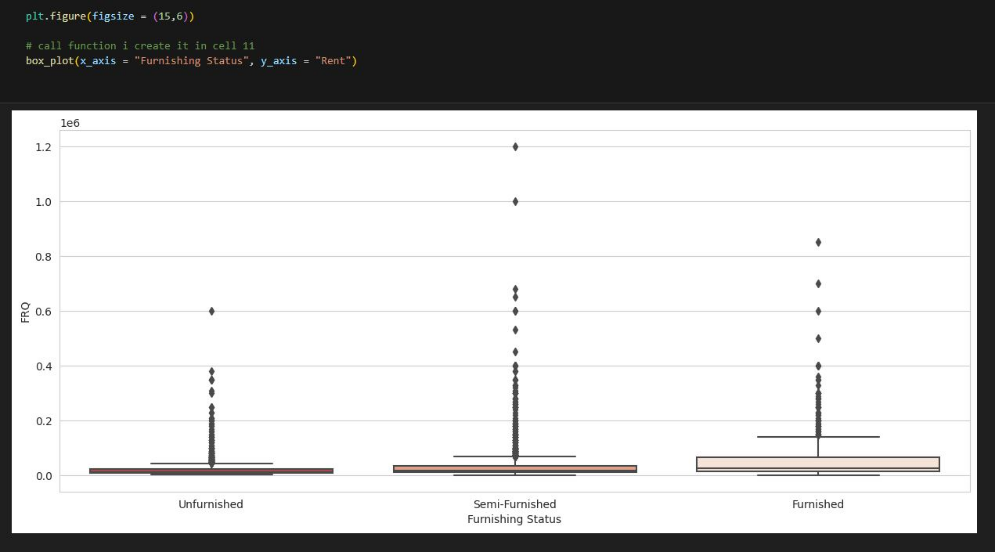 plt.figure(figsize = (15,6))
# call function i create it in cell 11
box_plot(x_axis = "Furnishing Status", y_axis = "Rent")
1e6
1.2
1.0
0.8
0.6
0.4
0.2
0.0
FRQ
Unfurnished Semi-Furnished Furnished
Furnishing Status